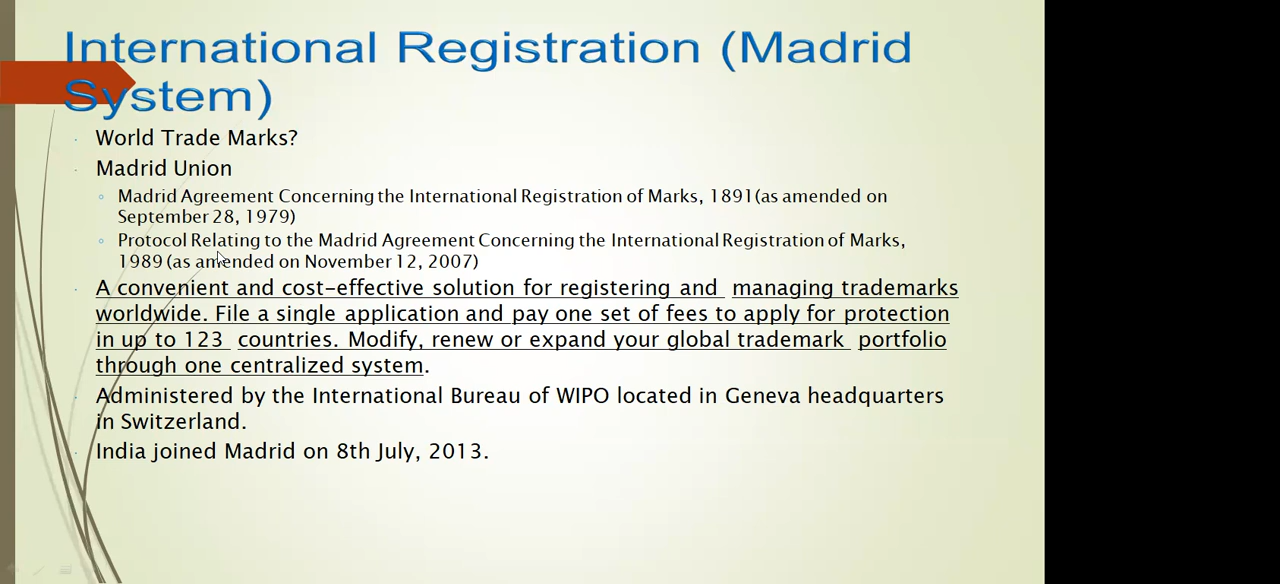 International Registration (Madrid
System)
World Trade Marks?
Madrid Union
Madrid Agreement Concerning the International Registration of Marks, 1891(as amended on
September 28, 1979)
Protocol Relating to the Madrid Agreement Concerning the International Registration of Marks,
1989 (as amended on November 12, 2007)
A convenient and cost-effective solution for registering and managing trademarks
worldwide. File a single application and pay one set of fees to apply for protection
in up to 123 countries. Modify, renew or expand your global trademark portfolio
through one centralized system.
Administered by the International Bureau of WIPO located in Geneva headquarters
in Switzerland.
India joined Madrid on 8th July, 2013.